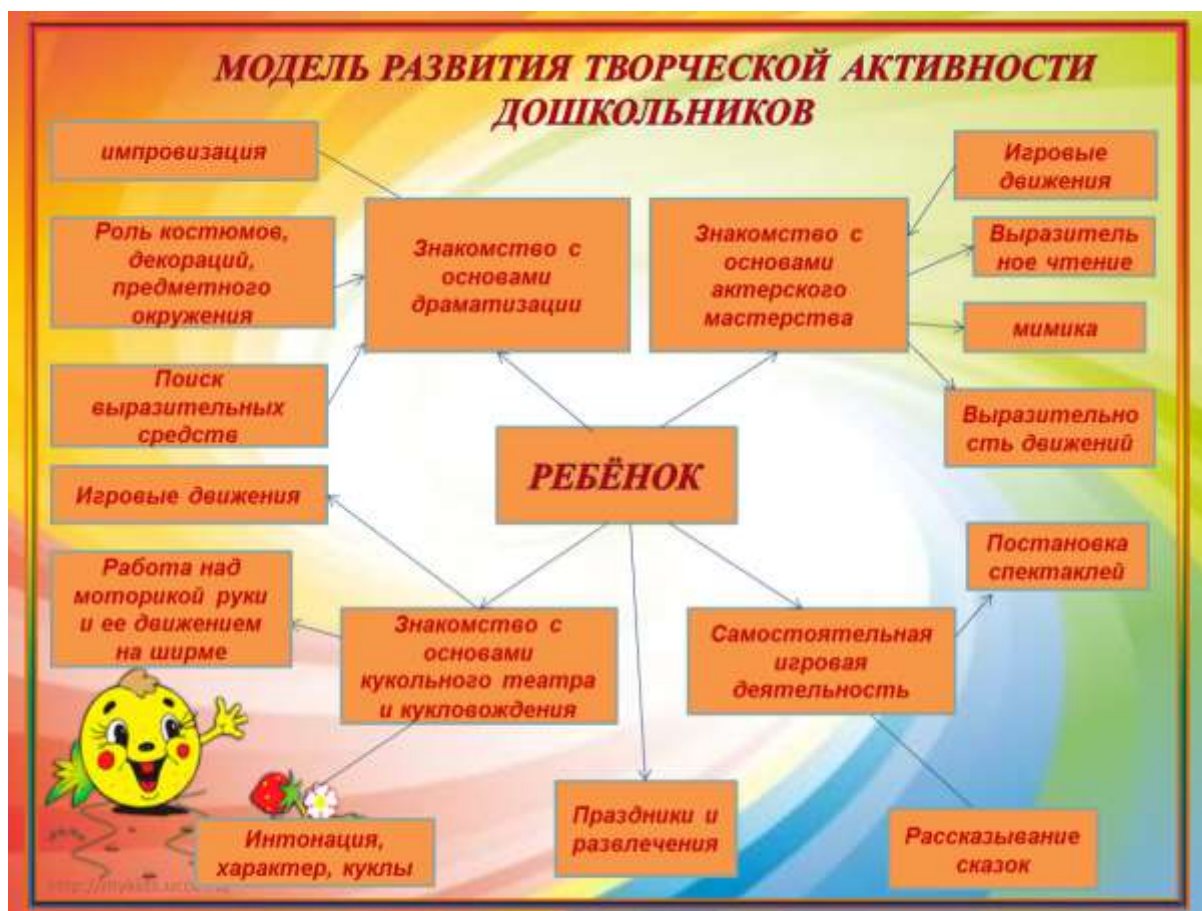 МОДЕЛЬ РАЗВИТИЯ ТВОРЧЕСКОЙ АКТИВНОСТИ
ДОШКОЛЬНИКОВ
импровизация
Роль костюмов,
декораций,
предметного
окружения
Поиск
выразительных
средств
Игровые движения
Работа над
моторикой руки
и ее движением
на ширме
Знакомство с
основами
драматизации
Знакомство с
основами
актерского
мастерства
Игровые
движения
Выразитель
ное чтение
мимика
Выразительно
сть движений
РЕБЁНОК
Знакомство с
основами
кукольного театра
и кукловождения
Самостоятельная
игровая
деятельность
Постановка
спектаклей
Интонация,
характер, куклы
Праздники и
развлечения
Рассказывание
сказок